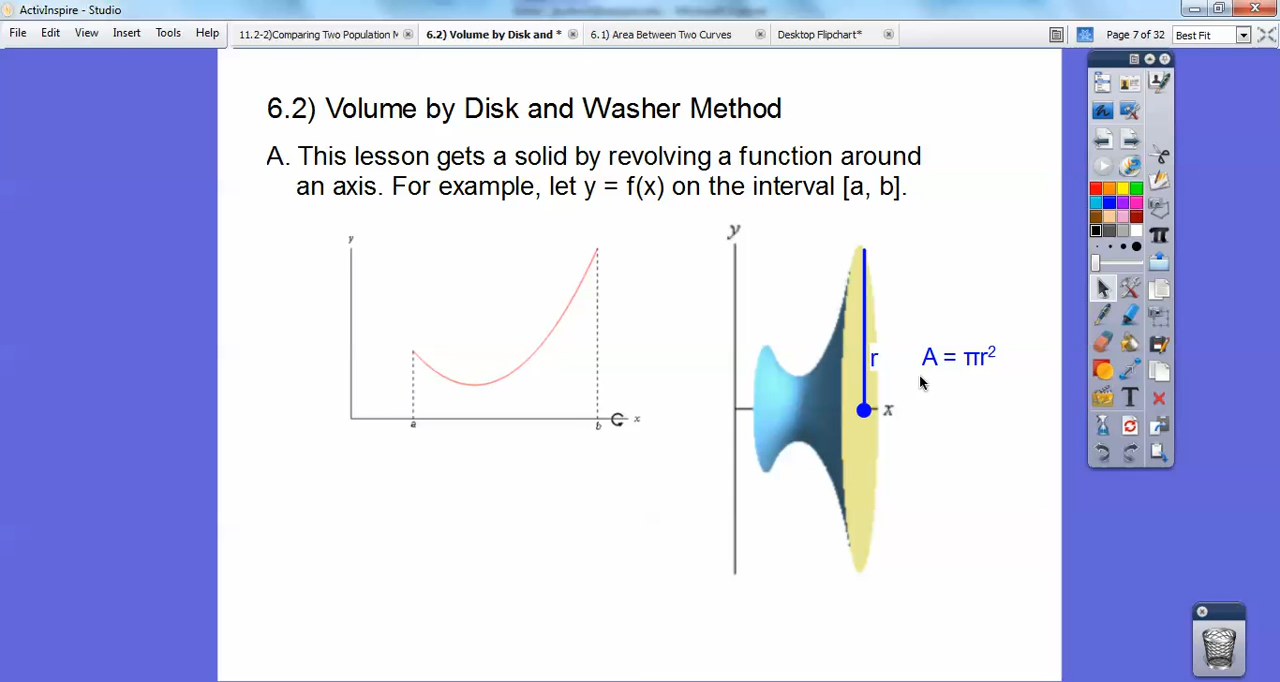 ActivInspire - Studio
File Edit View Insert Tools Help
11.2-2)Comparing Two Population M
6.2) Volume by Disk and *
6.1) Area Between Two Curves
Desktop Flipchart*
Page 7 of 32
Best Fit
6.2) Volume by Disk and Washer Method
A. This lesson gets a solid by revolving a function around
an axis. For example, let y = f(x) on the interval [a, b].
y
a
b
x
y
r
x
A = πr²
T
π